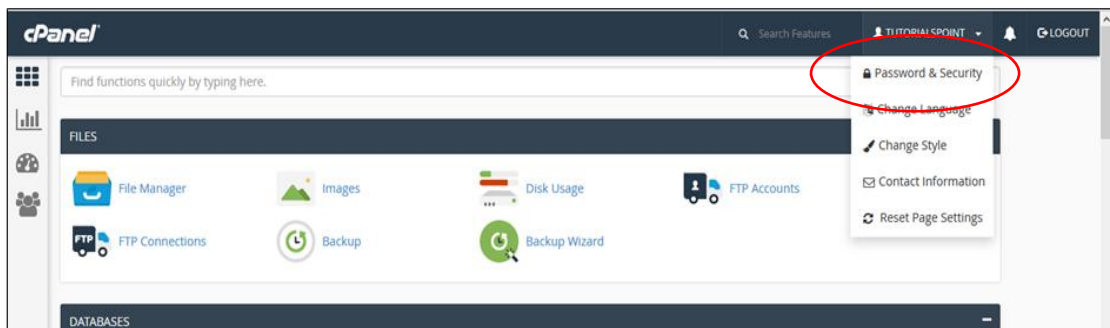 cPanel
Search Features
TUTORIALSPOINT
LOGOUT
Find functions quickly by typing here.
Password & Security
Change Language
Change Style
Contact Information
Reset Page Settings
FILES
File Manager
Images
Disk Usage
FTP Accounts
FTP
FTP Connections
Backup
Backup Wizard
DATABASES